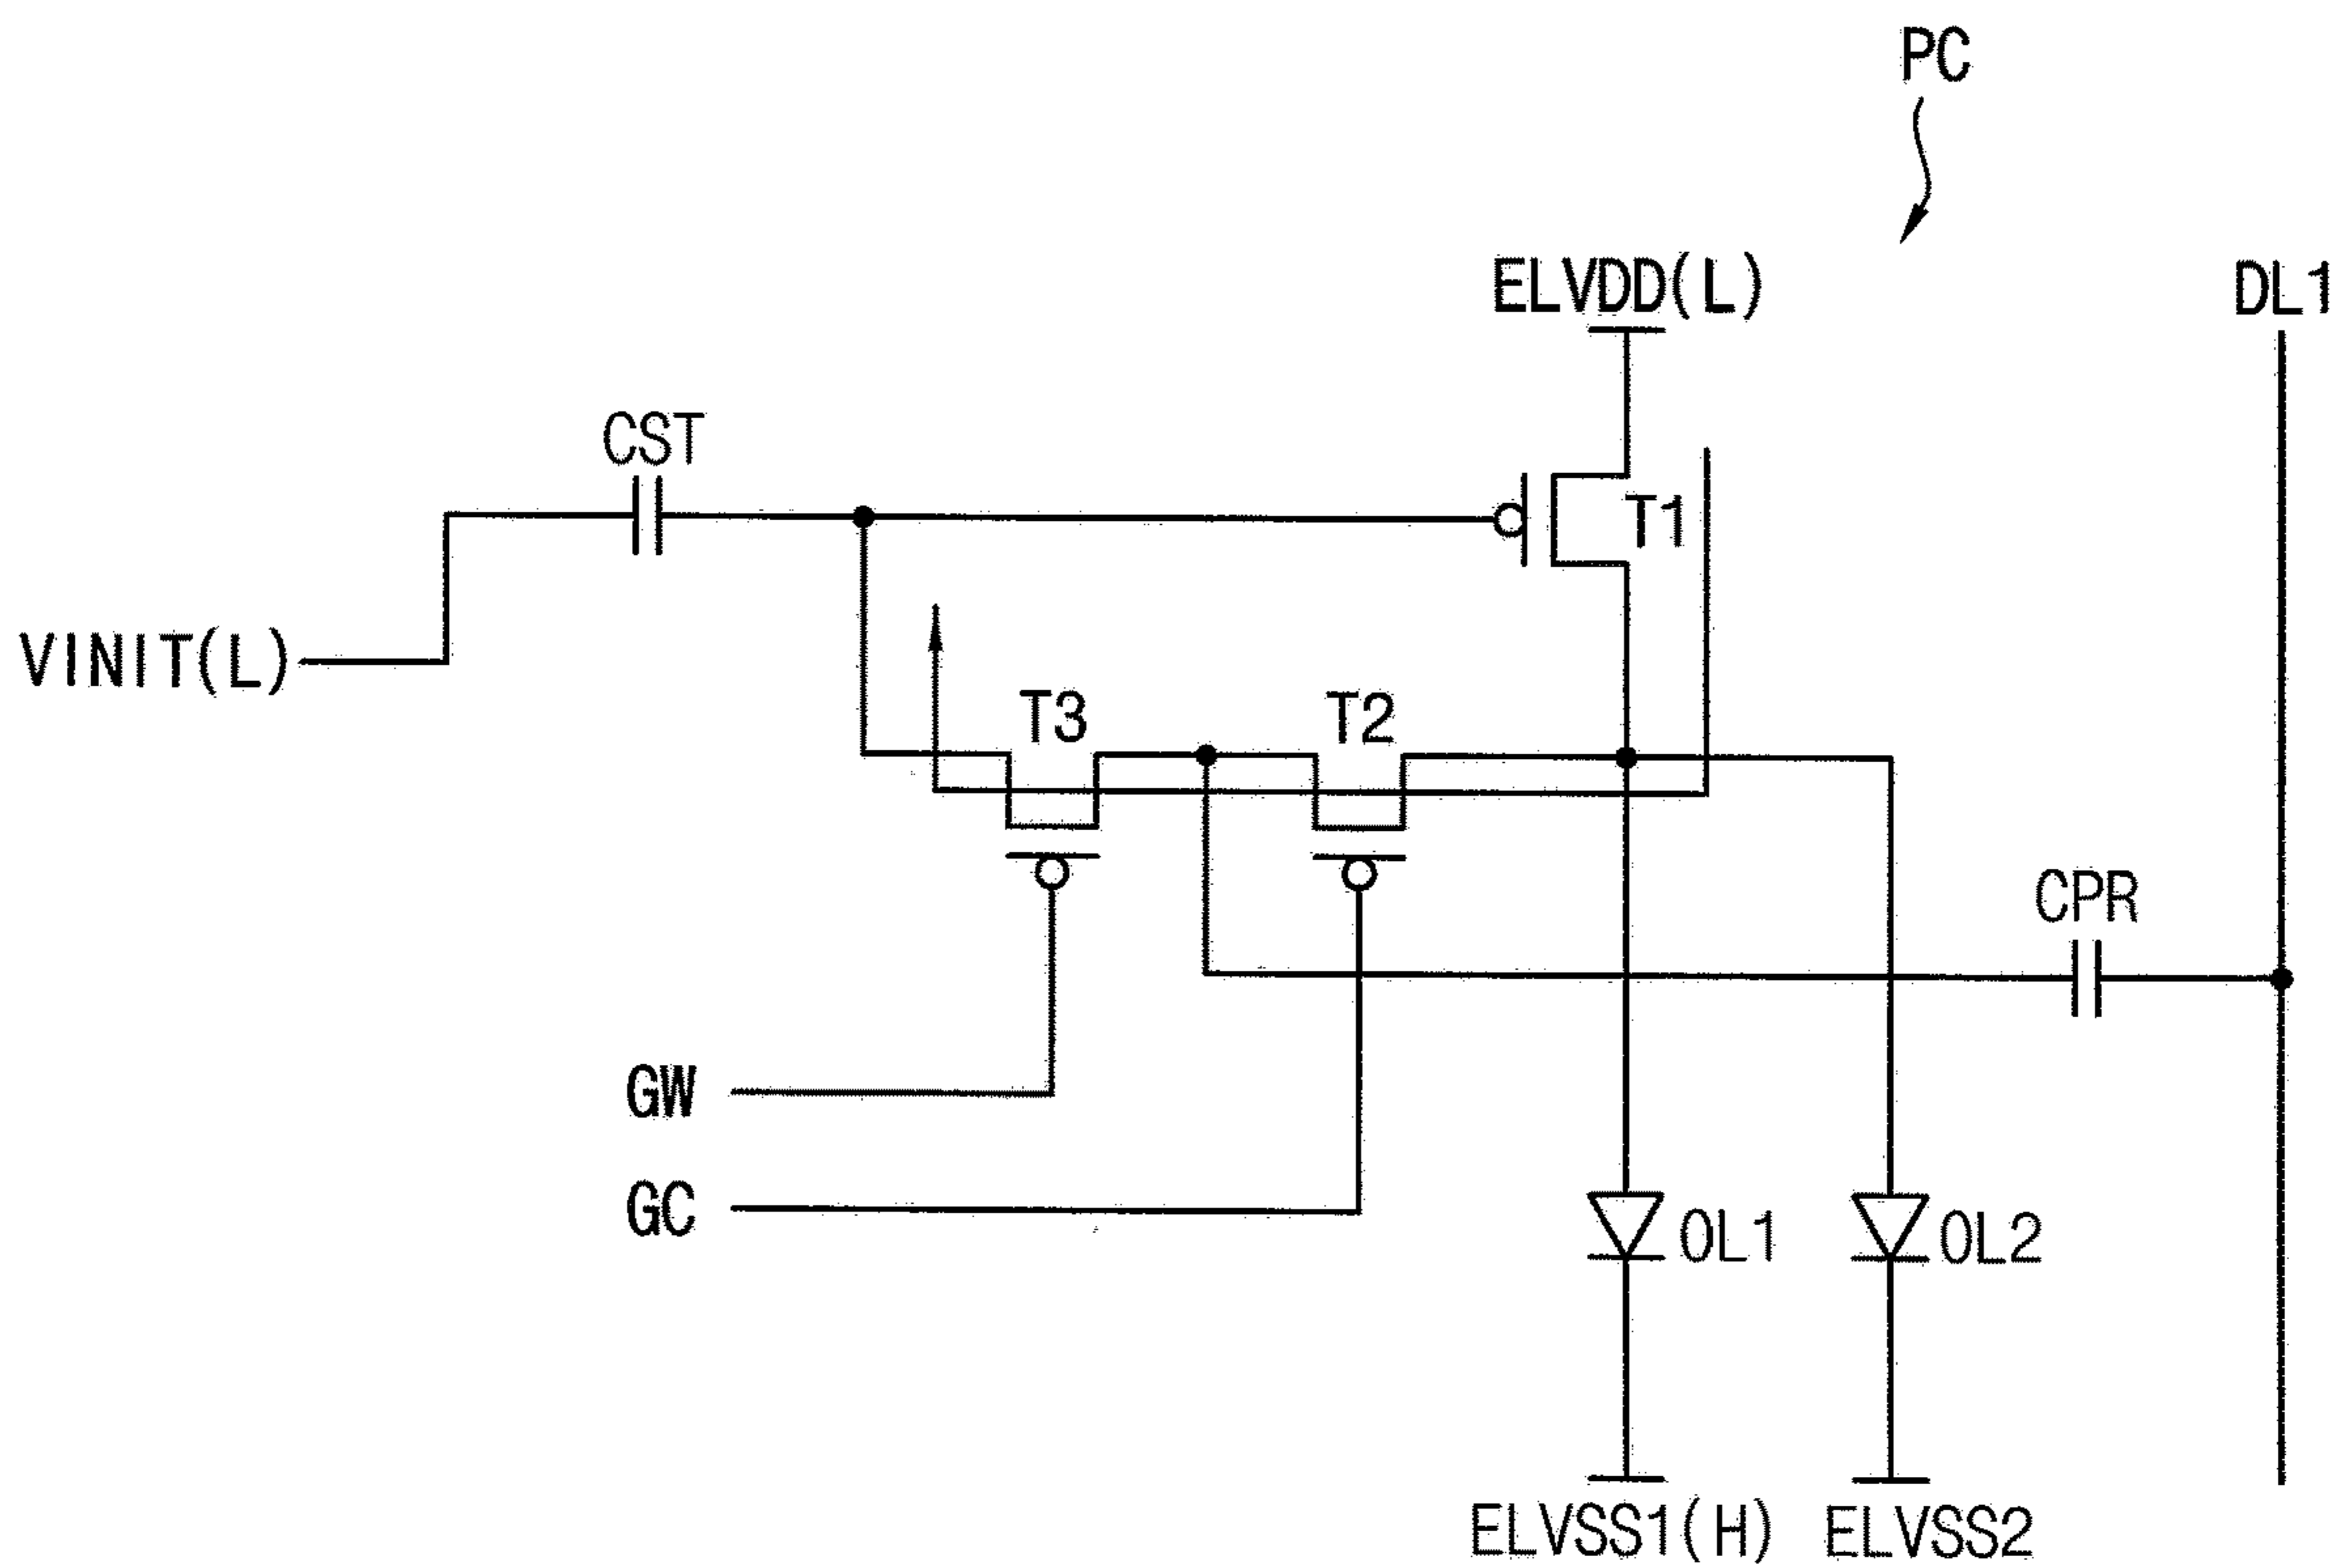 PC
ELVDD(L)
DL1
CST
T1
VINIT(L)
T3
T2
CPR
GW
GC
OL1
OL2
ELVSS1(H)
ELVSS2